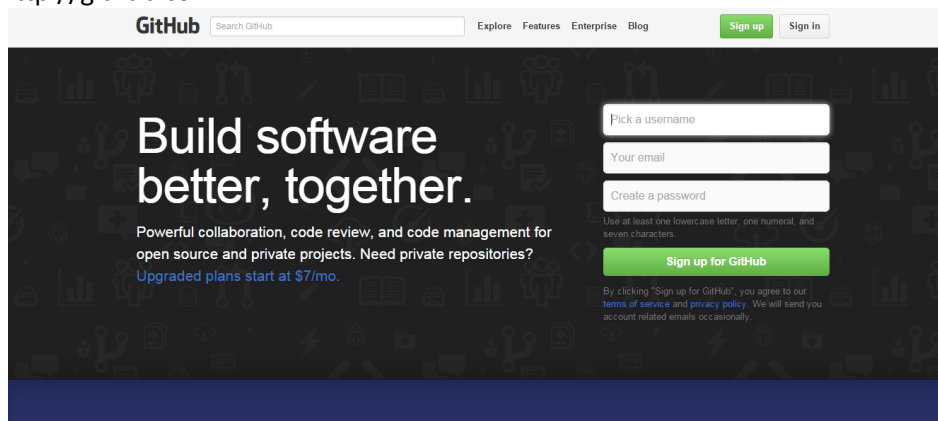 GitHub Search GitHub Explore Features Enterprise Blog Sign up Sign in
Build software
better, together.
Powerful collaboration, code review, and code management for
open source and private projects. Need private repositories?
Upgraded plans start at $7/mo.
Pick a username
Your email
Create a password
Use at least one lowercase letter, one numeral, and
seven characters.
Sign up for GitHub
By clicking "Sign up for GitHub", you agree to our
terms of service and privacy policy. We will send you
account related emails occasionally.